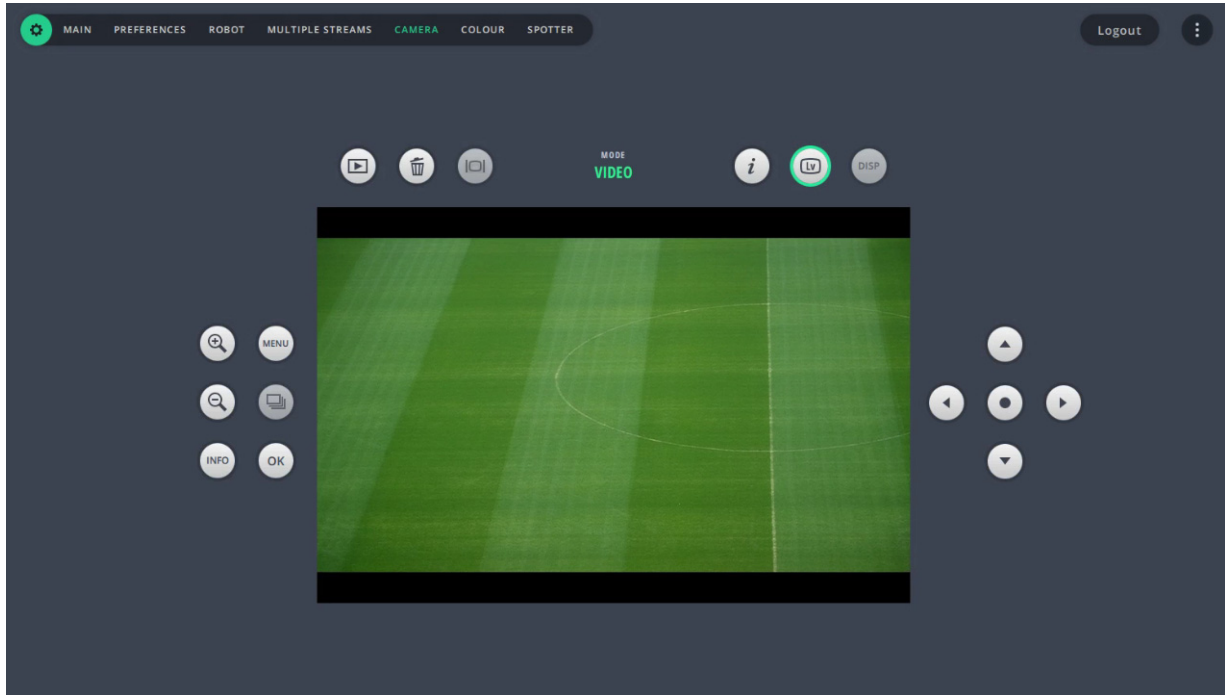 MAIN PREFERENCES ROBOT MULTIPLE STREAMS CAMERA COLOUR SPOTTER
Logout
MODE
VIDEO
i
Lv
DISP
MENU
INFO
OK